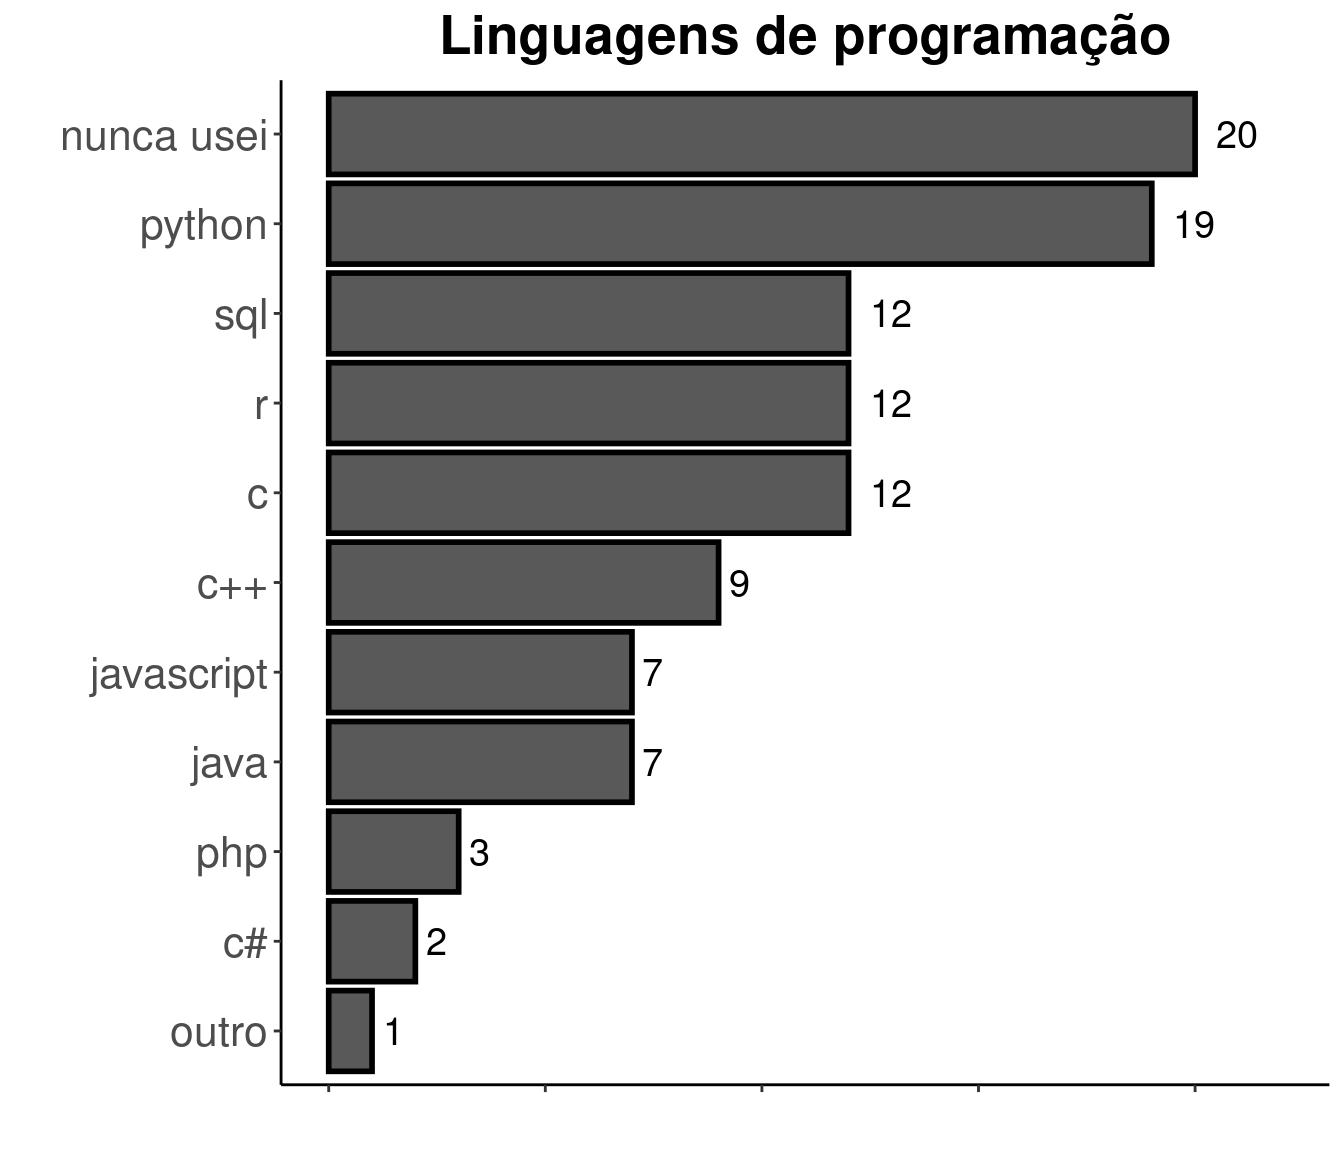 Linguagens de programação
nunca usei 20
python 19
sql 12
r 12
c 12
c++ 9
javascript 7
java 7
php 3
c# 2
outro 1